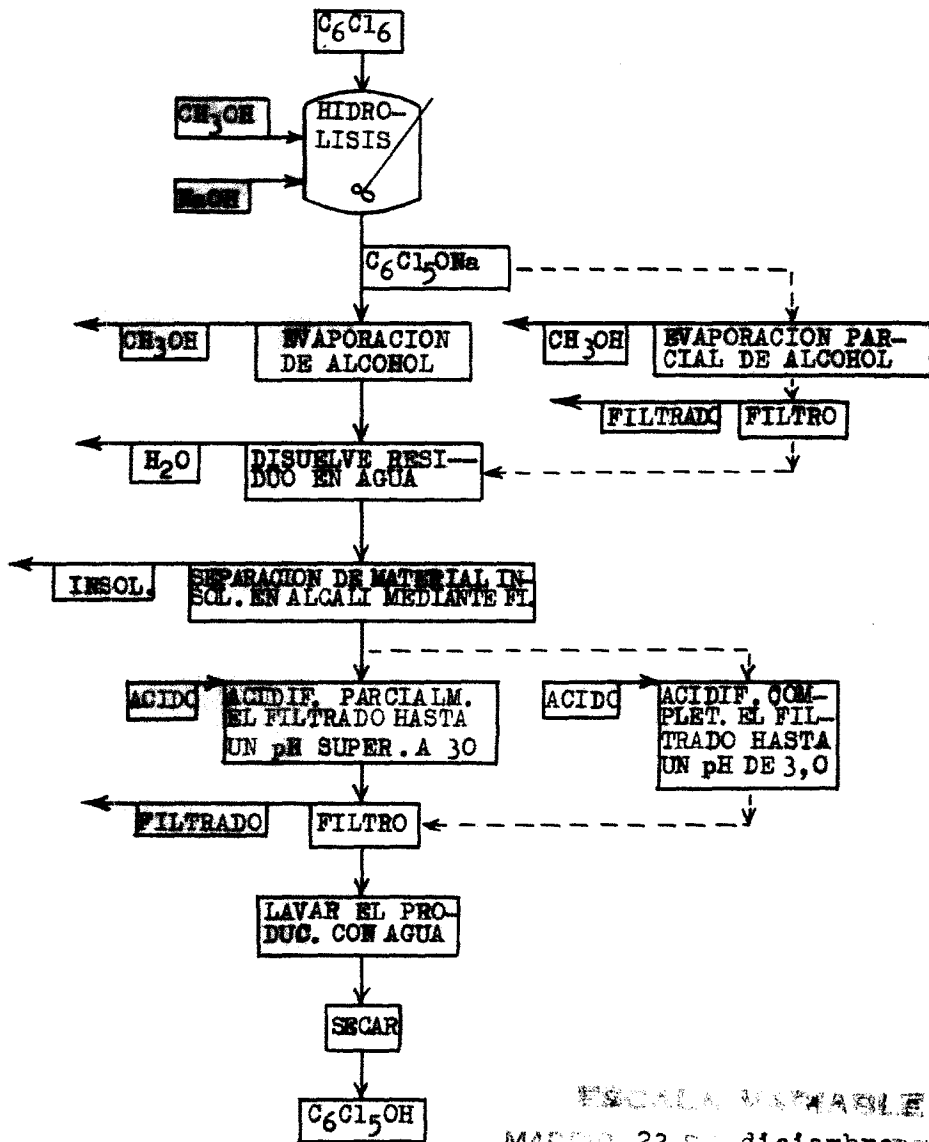 C6Cl6
CH3OH
HIDRO-
LISIS
NaOH
C6Cl5ONa
CH3OH
EVAPORACION
DE ALCOHOL
CH3OH
EVAPORACION PAR-
CIAL DE ALCOHOL
FILTRADO
FILTRO
H2O
DISUELVE RESI-
DUO EN AGUA
INSOL.
SEPARACION DE MATERIAL IN-
SOL. EN ALCALI MEDIANTE FI.
ACIDO
ACIDIF. PARCIALM.
EL FILTRADO HASTA
UN pH SUPER. A 30
ACIDO
ACIDIF. COM-
PLET. EL FIL-
TRADO HASTA
UN pH DE 3,0
FILTRADO
FILTRO
LAVAR EL PRO-
DUC. CON AGUA
SECAR
C6Cl5OH
ESCALA VARIABLE
diciembre